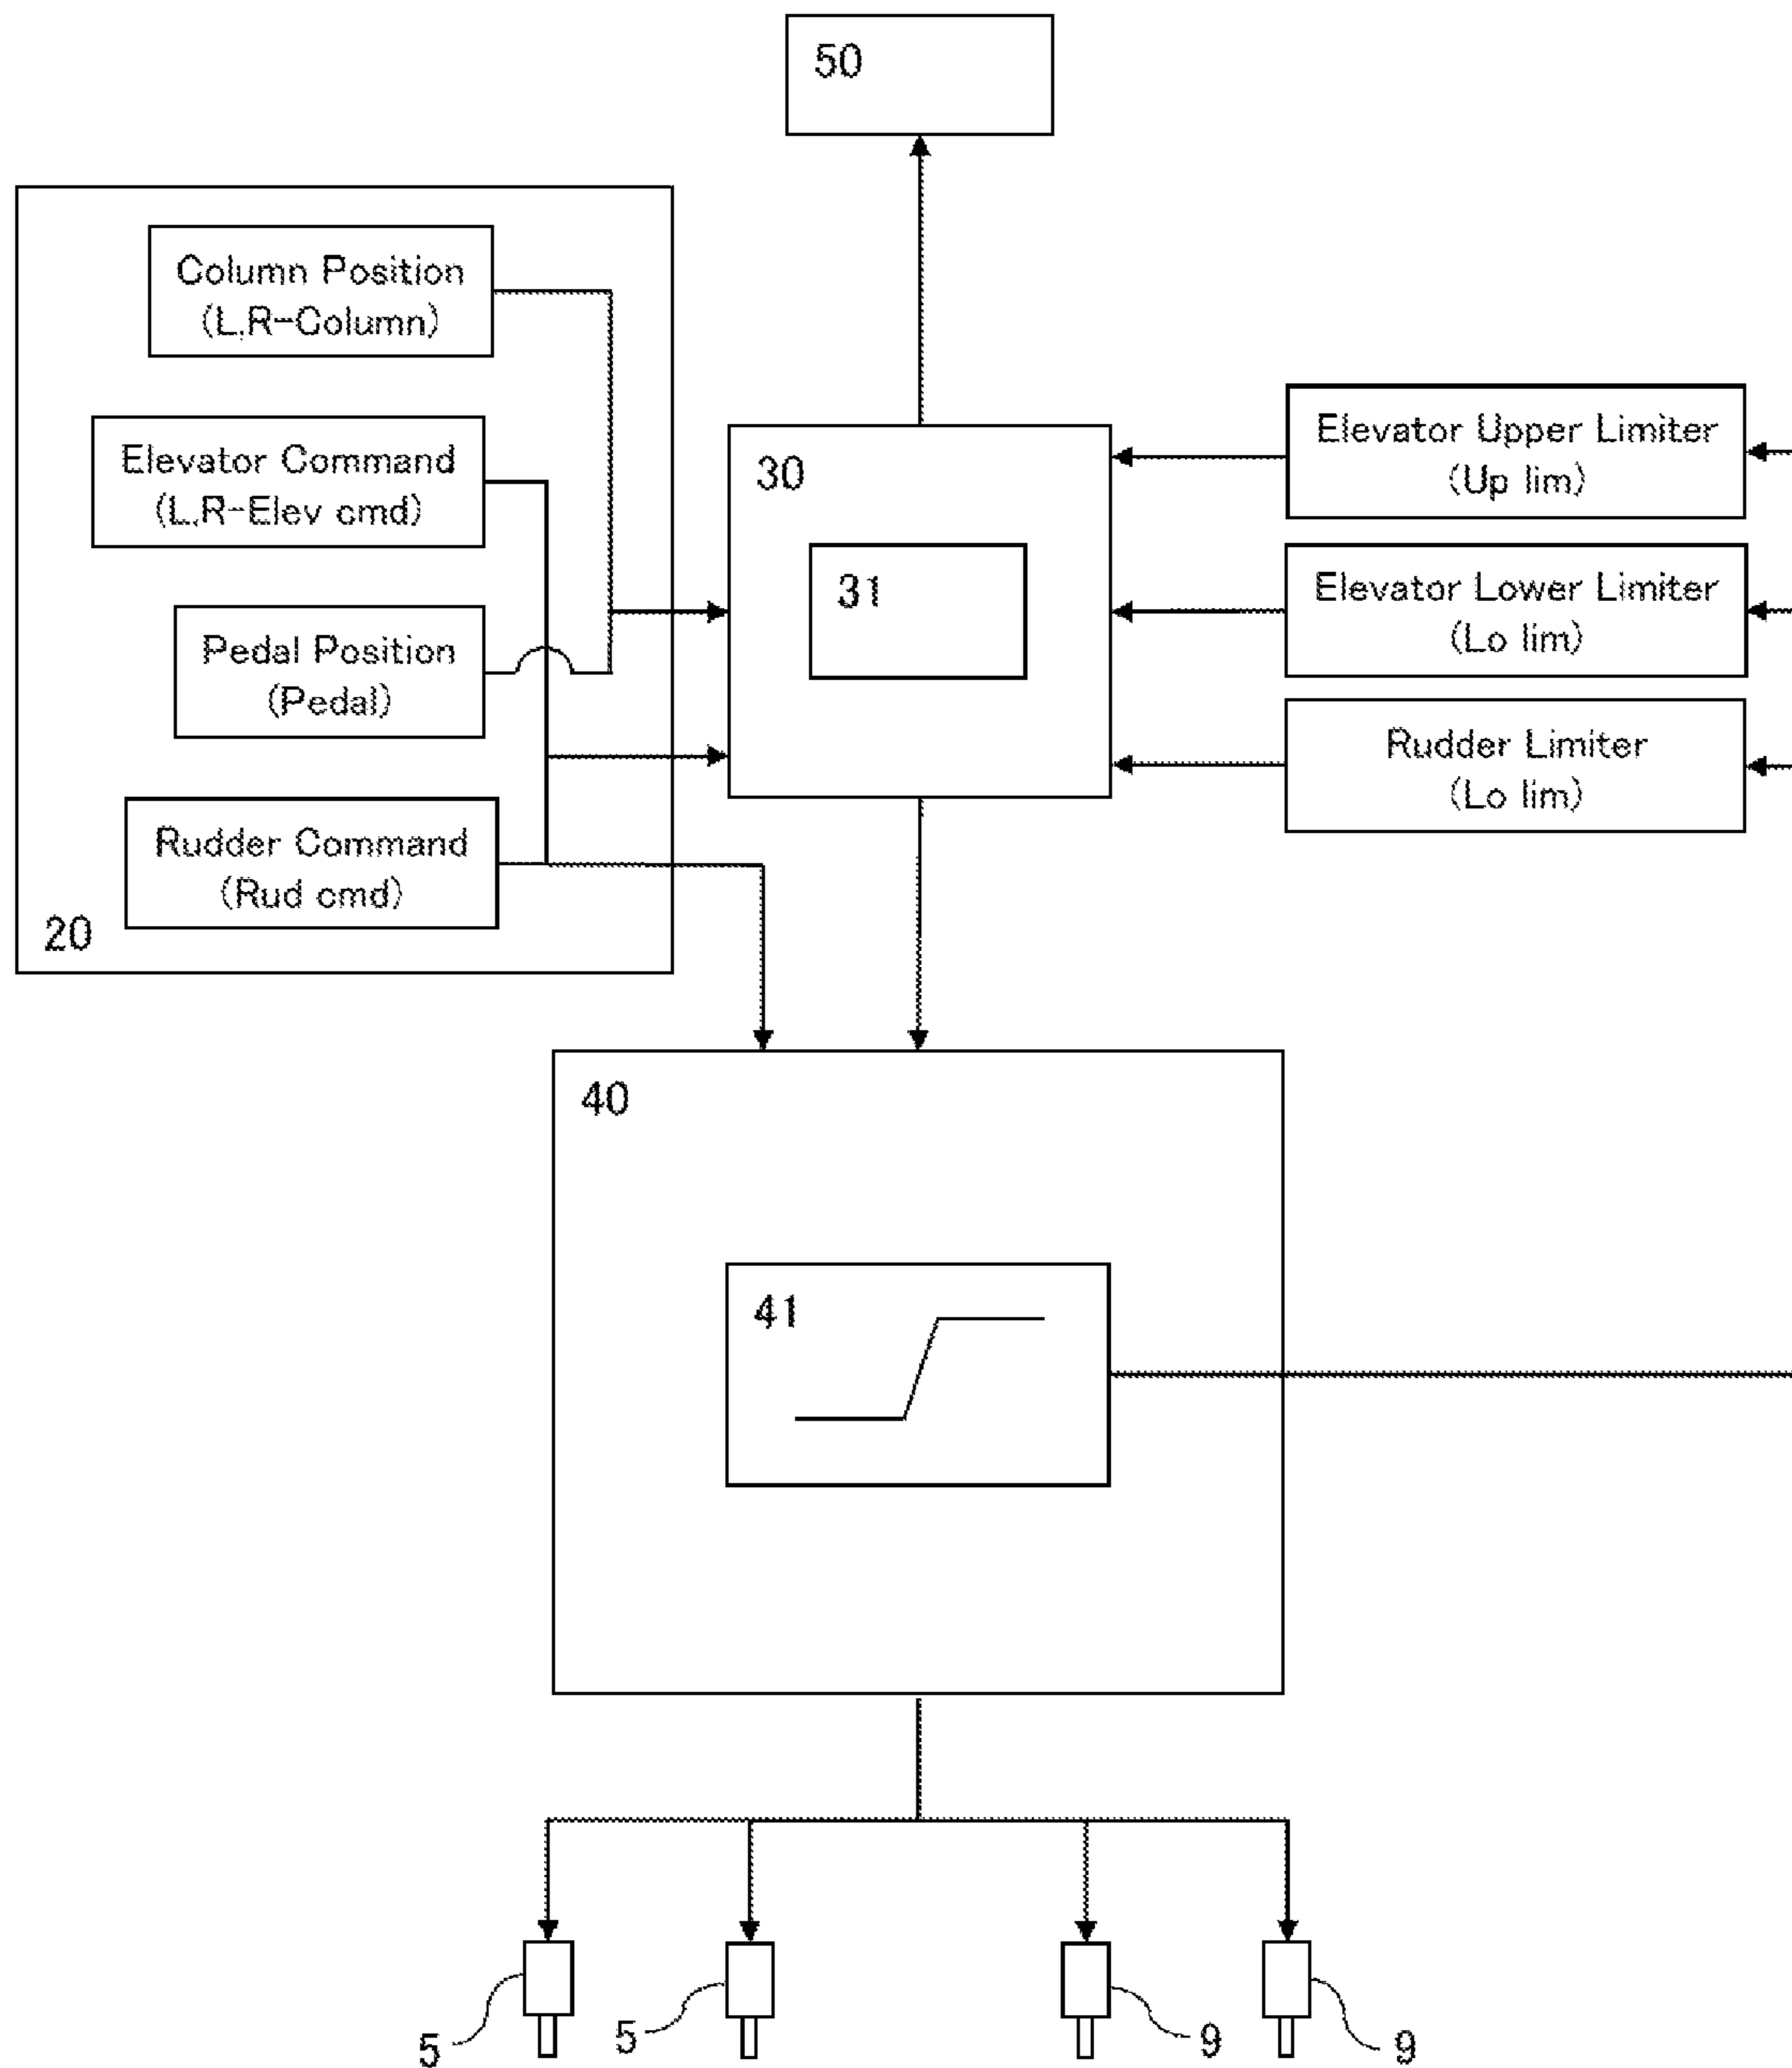 50
Column Position
(L,R-Column)
Elevator Command
(L,R-Elev cmd)
Pedal Position
(Pedal)
Rudder Command
(Rud cmd)
20
30
31
Elevator Upper Limiter
(Up lim)
Elevator Lower Limiter
(Lo lim)
Rudder Limiter
(Lo lim)
40
41
5
5
9
9